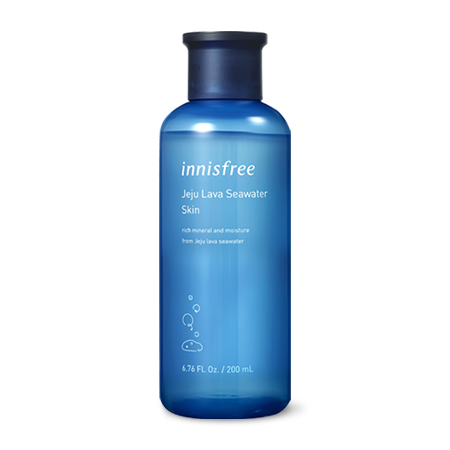 innisfree
Jeju Lava Seawater
Skin
rich mineral and moisture
from Jeju lava seawater
6.76 FL. Oz. / 200 mL